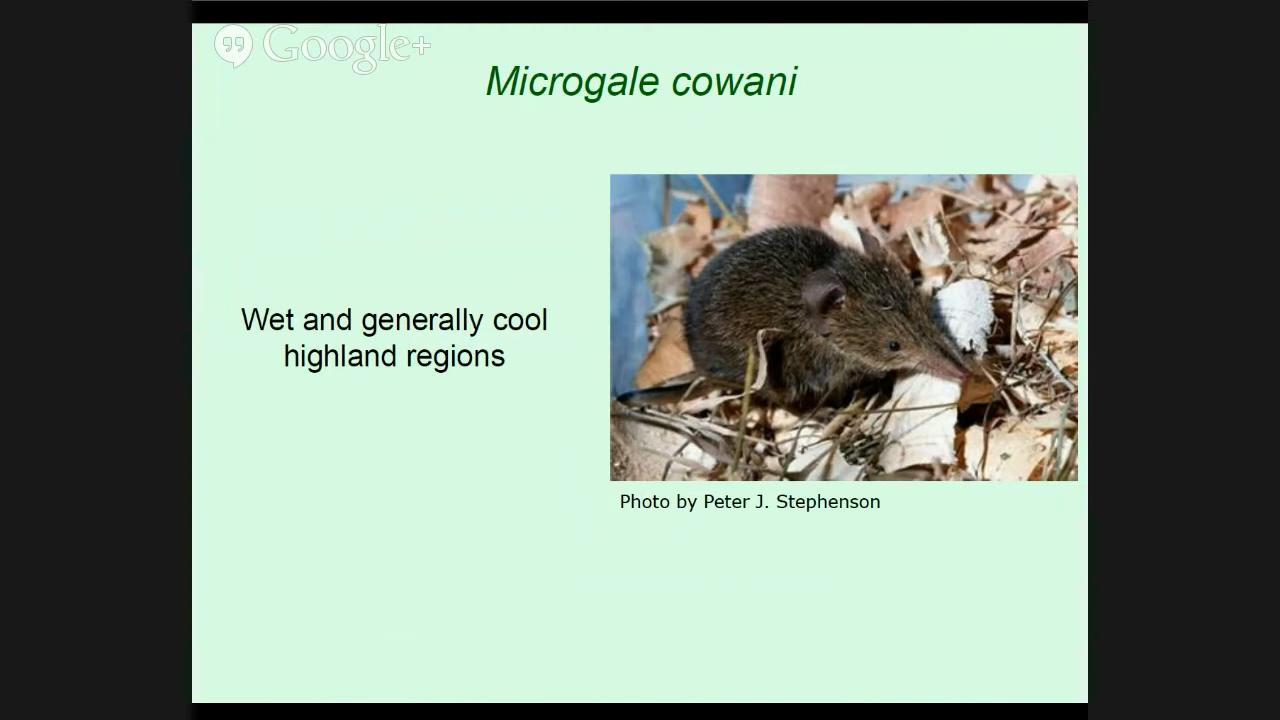 Google+
Microgale cowani
Wet and generally cool
highland regions
Photo by Peter J. Stephenson